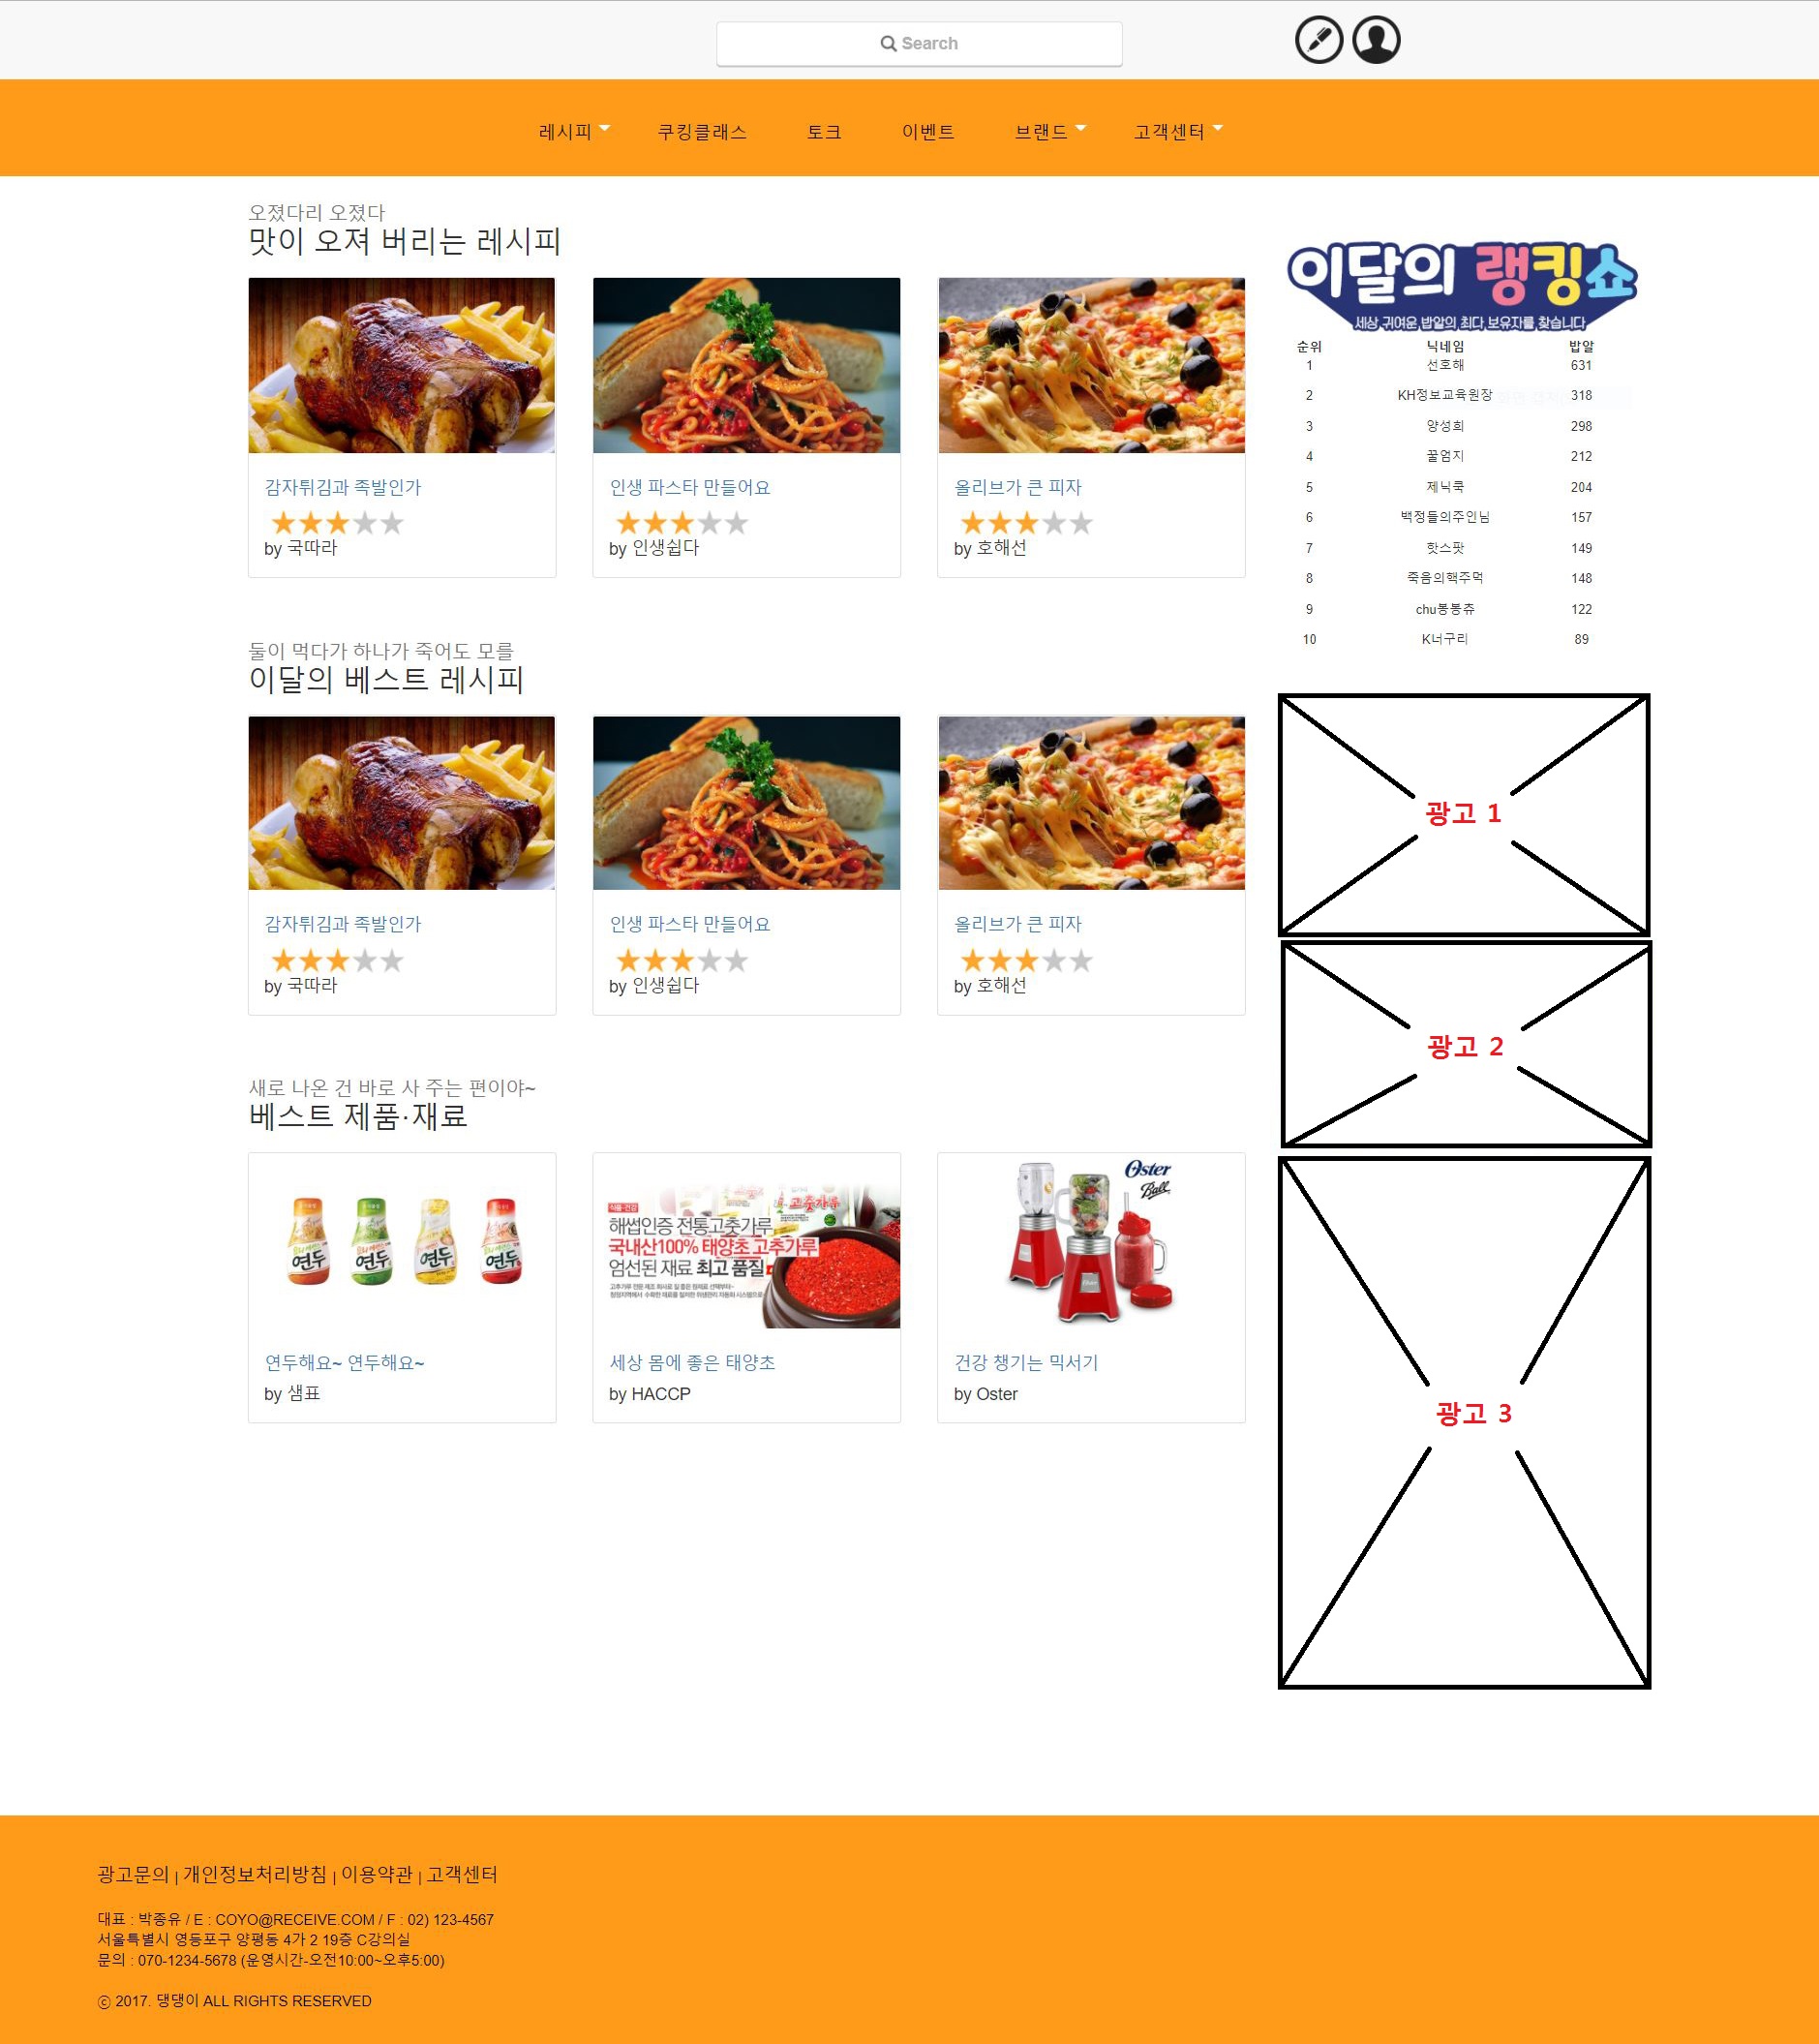 Search
레시피 쿠킹클래스 토크 이벤트 브랜드 고객센터
오졌다리 오졌다
맛이 오져 버리는 레시피
감자튀김과 족발인가
by 국따라
인생 파스타 만들어요
by 인생쉽다
올리브가 큰 피자
by 호해선
둘이 먹다가 하나가 죽어도 모를
이달의 베스트 레시피
감자튀김과 족발인가
by 국따라
인생 파스타 만들어요
by 인생쉽다
올리브가 큰 피자
by 호해선
새로 나온 건 바로 사 주는 편이야~
베스트 제품·재료
연두 연두 연두 연두
연두해요~ 연두해요~
by 샘표
식품·건강
고춧가루
해썹인증 전통고춧가루
국내산100% 태양초 고추가루
엄선된 재료 최고 품질
세상 몸에 좋은 태양초
by HACCP
Oster
Ball
건강 챙기는 믹서기
by Oster
이달의 랭킹쇼
세상 귀여운 밥알의 최다 보유자를 찾습니다
순위 닉네임 밥알
1 선호해 631
2 KH정보교육원장 318
3 양성희 298
4 꿀엄지 212
5 제닉쿡 204
6 백정들의주인님 157
7 핫스팟 149
8 죽음의핵주먹 148
9 chu봉봉츄 122
10 K너구리 89
광고 1
광고 2
광고 3
광고문의 | 개인정보처리방침 | 이용약관 | 고객센터
대표 : 박종유 / E : COYO@RECEIVE.COM / F : 02) 123-4567
서울특별시 영등포구 양평동 4가 2 19층 C강의실
문의 : 070-1234-5678 (운영시간-오전10:00~오후5:00)
ⓒ 2017. 댕댕이 ALL RIGHTS RESERVED